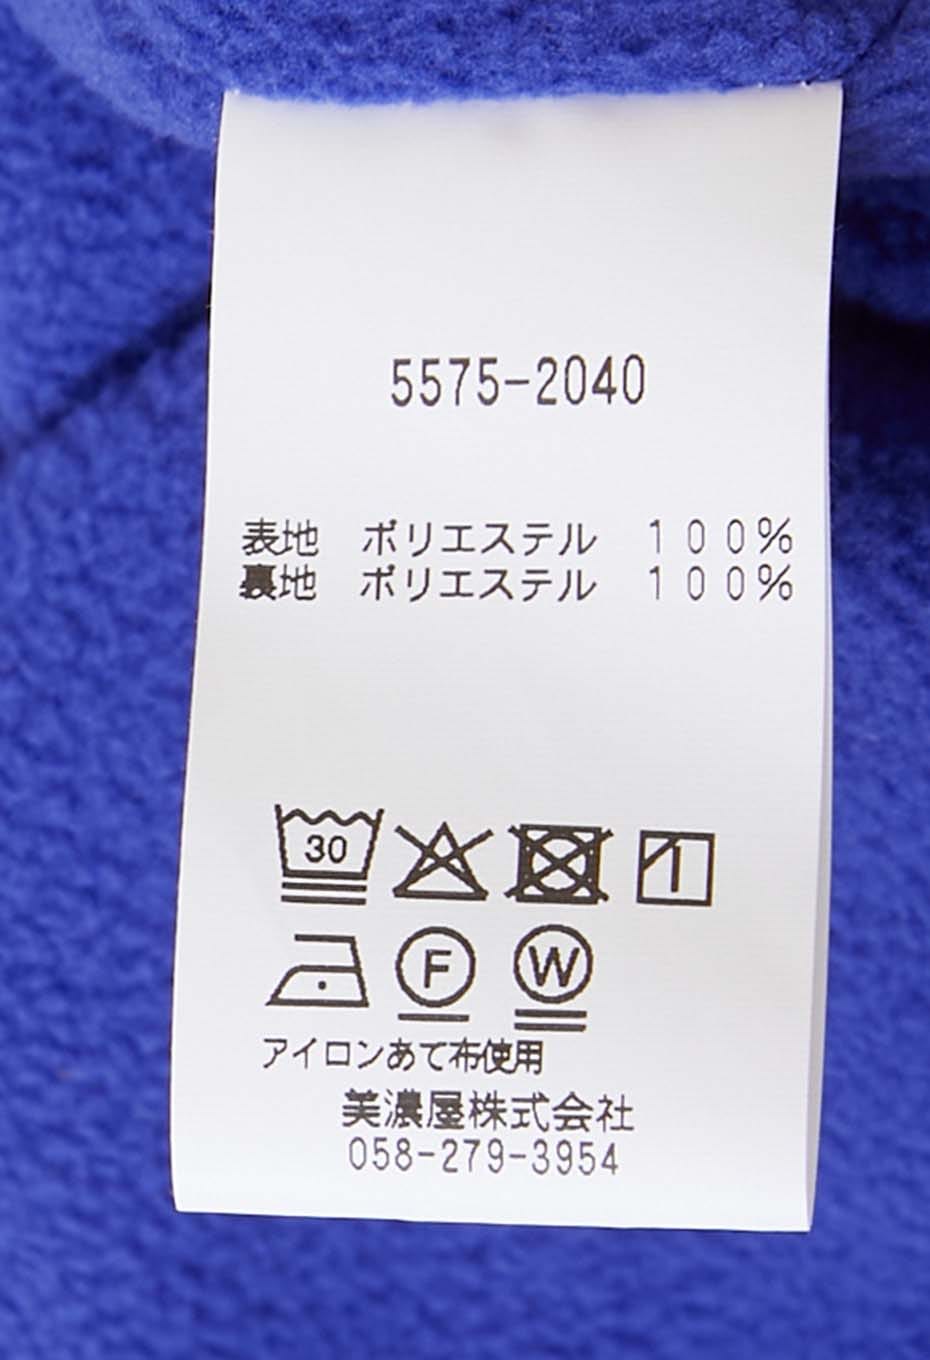 5575-2040
表地 ポリエステル 100%
裏地 ポリエステル 100%
30
F W
アイロンあて布使用
美濃屋株式会社
058-279-3954